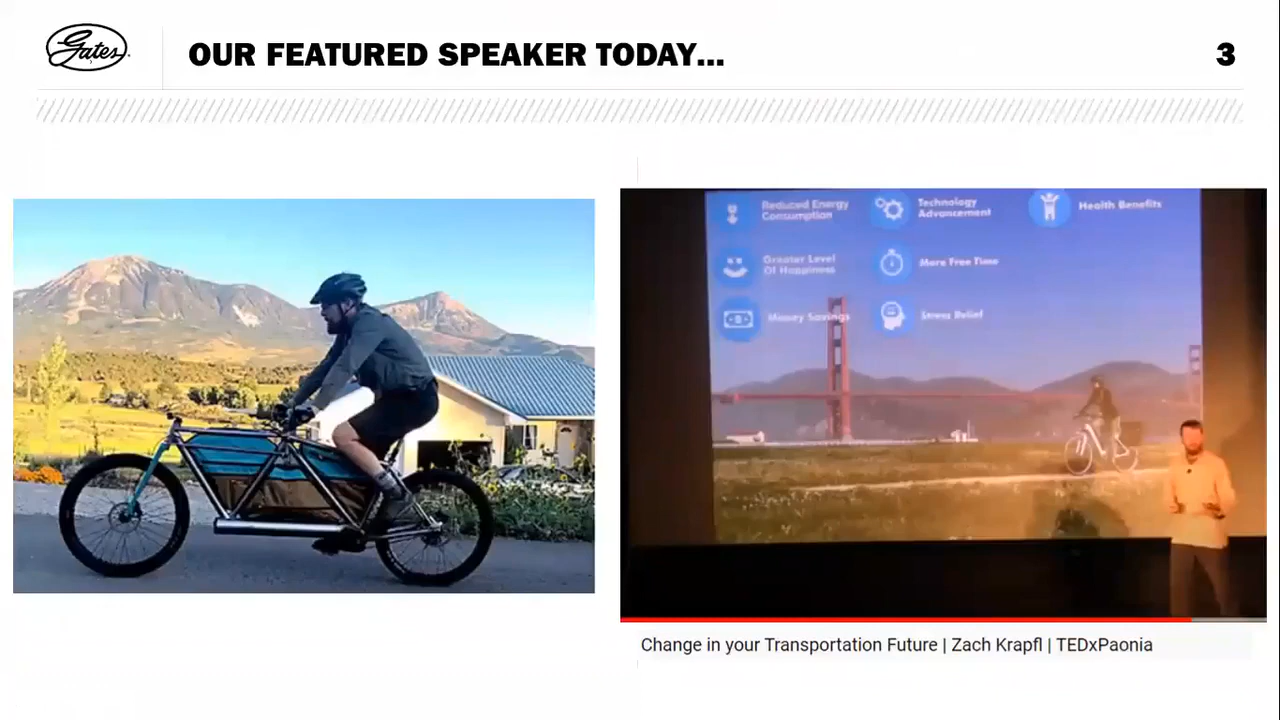 Gates
OUR FEATURED SPEAKER TODAY...
3
Reduced Energy
Consumption
Technology
Advancement
Health Benefits
Greater Level
Of Happiness
More Free Time
Money Savings
Stress Relief
Change in your Transportation Future | Zach Krapfl | TEDxPaonia